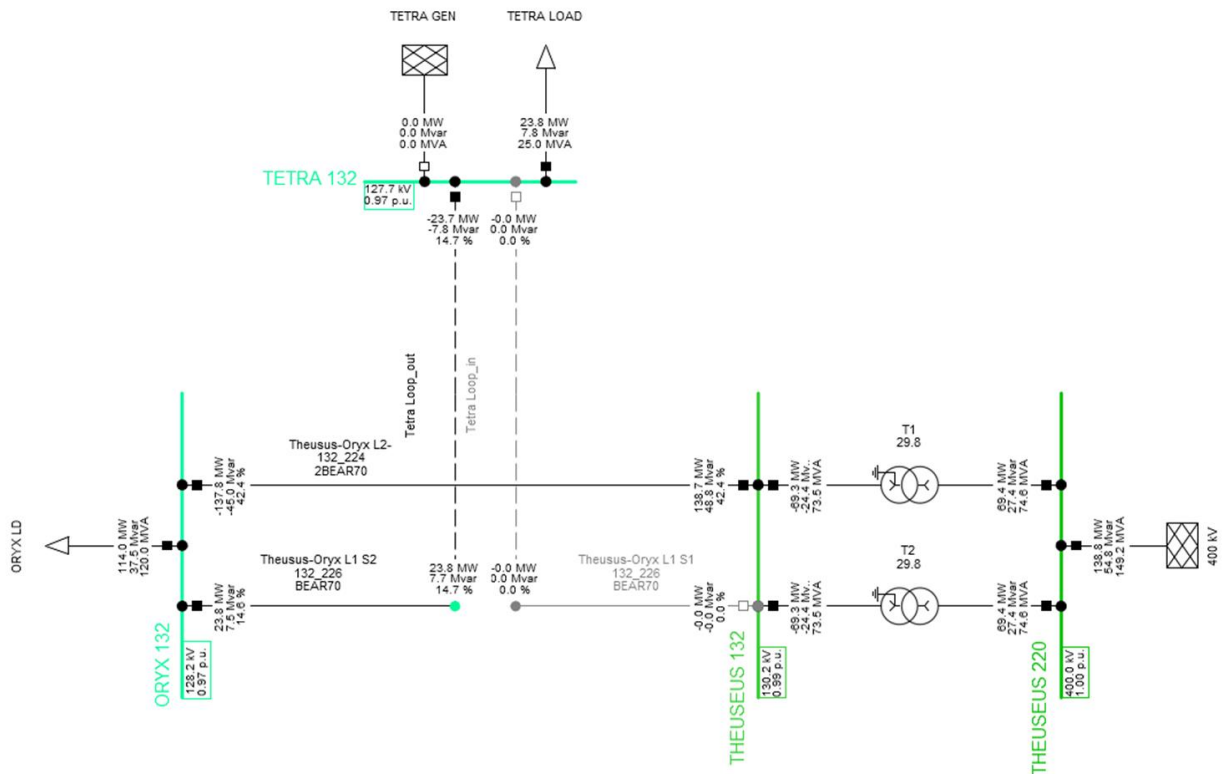 TETRA GEN
TETRA LOAD
0.0 MW
0.0 Mvar
0.0 MVA
23.8 MW
7.8 Mvar
25.0 MVA
TETRA 132
127.7 kV
0.97 p.u.
-23.7 MW
-7.8 Mvar
14.7 %
-0.0 MW
0.0 Mvar
0.0 %
Tetra Loop_out
Tetra Loop_in
Theusus-Oryx L2-
132_224
2BEAR70
-137.8 MW
-45.0 Mvar
42.4 %
138.7 MW
48.8 Mvar
42.4 %
-69.3 MW
-24.4 Mv..
73.5 MVA
T1
29.8
69.4 MW
27.4 Mvar
74.6 MVA
ORYX LD
114.0 MW
37.5 Mvar
120.0 MVA
138.8 MW
54.8 Mvar
149.2 MVA
400 kV
Theusus-Oryx L1 S2
132_226
BEAR70
23.8 MW
7.5 Mvar
14.6 %
23.8 MW
7.7 Mvar
14.7 %
-0.0 MW
0.0 Mvar
0.0 %
Theusus-Oryx L1 S1
132_226
BEAR70
-0.0 MW
-0.0 Mvar
0.0 %
-69.3 MW
-24.4 Mv..
73.5 MVA
T2
29.8
69.4 MW
27.4 Mvar
74.6 MVA
ORYX 132
128.2 kV
0.97 p.u.
THEUSEUS 132
130.2 kV
0.99 p.u.
THEUSEUS 220
400.0 kV
1.00 p.u.